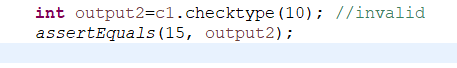 int output2=c1.checktype(10); //invalid
assertEquals(15, output2);